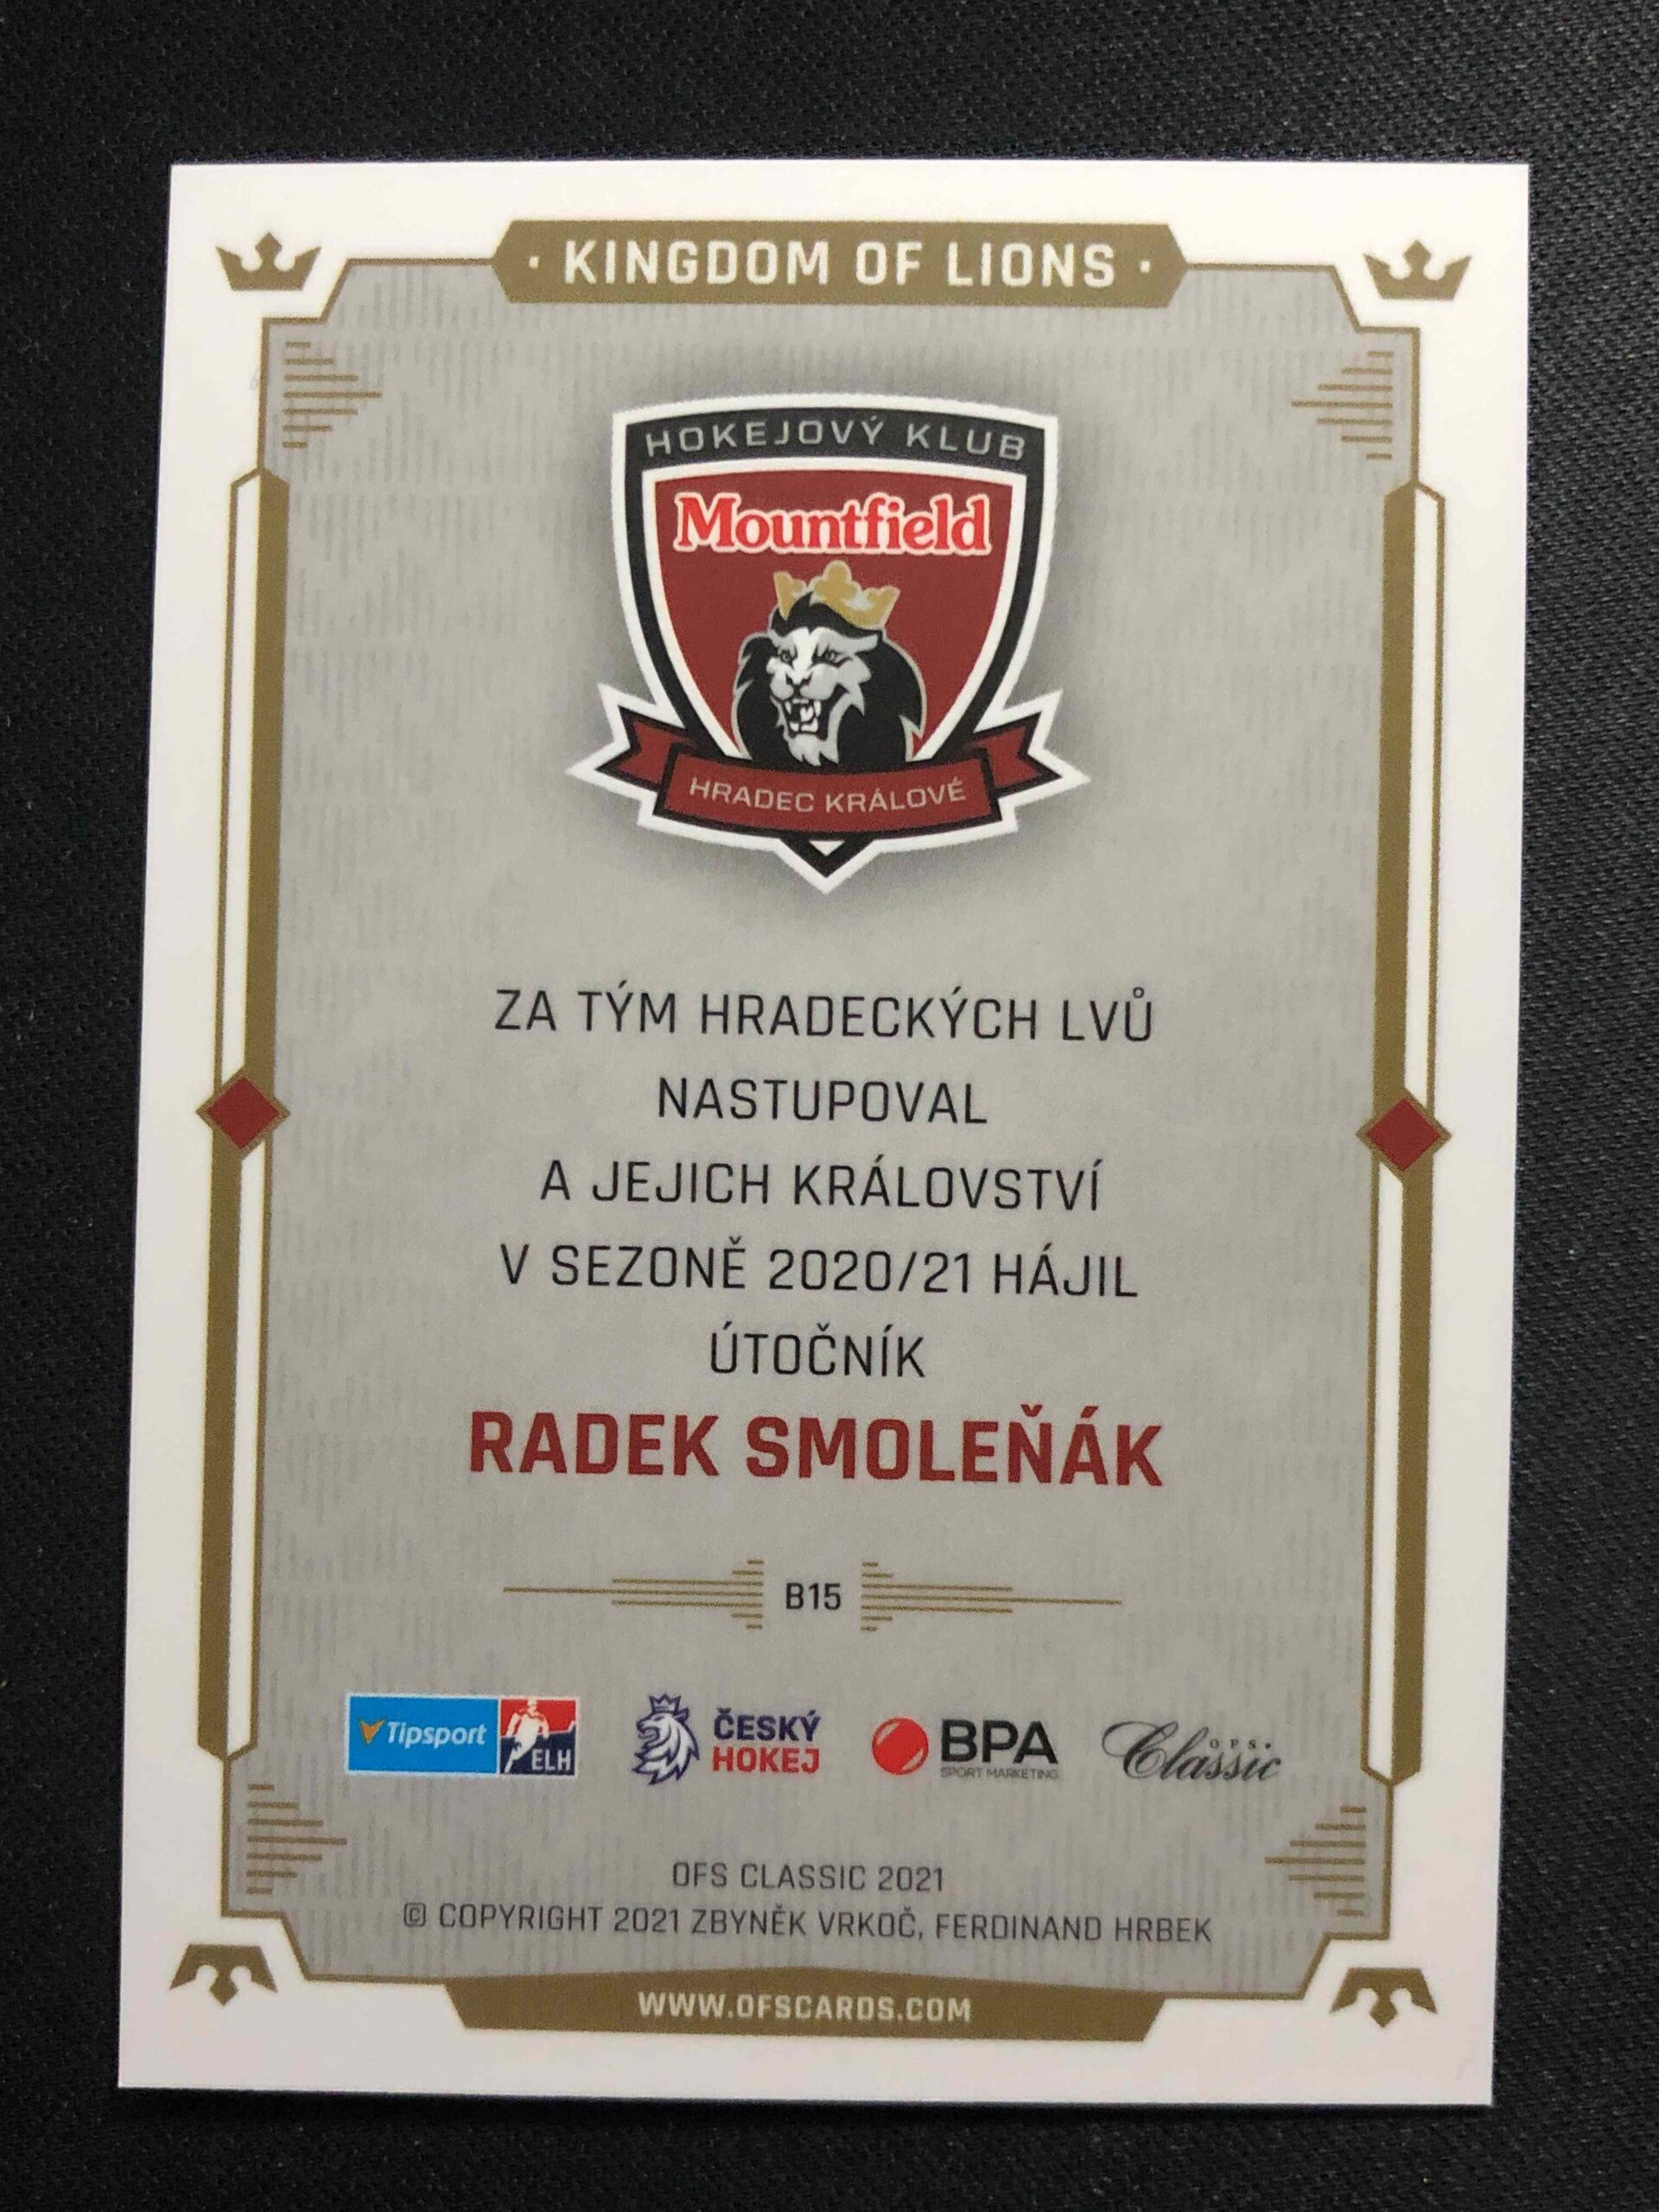 · KINGDOM OF LIONS ·
HOKEJOVÝ KLUB
Mountfield
HRADEC KRÁLOVÉ
ZA TÝM HRADECKÝCH LVŮ
NASTUPOVAL
A JEJICH KRÁLOVSTVÍ
V SEZONĚ 2020/21 HÁJIL
ÚTOČNÍK
RADEK SMOLEŇÁK
B15
Tipsport ELH
ČESKÝ
HOKEJ
BPA
SPORT MARKETING
OFS
Classic
OFS CLASSIC 2021
© COPYRIGHT 2021 ZBYNĚK VRKOČ, FERDINAND HRBEK
WWW.OFSCARDS.COM